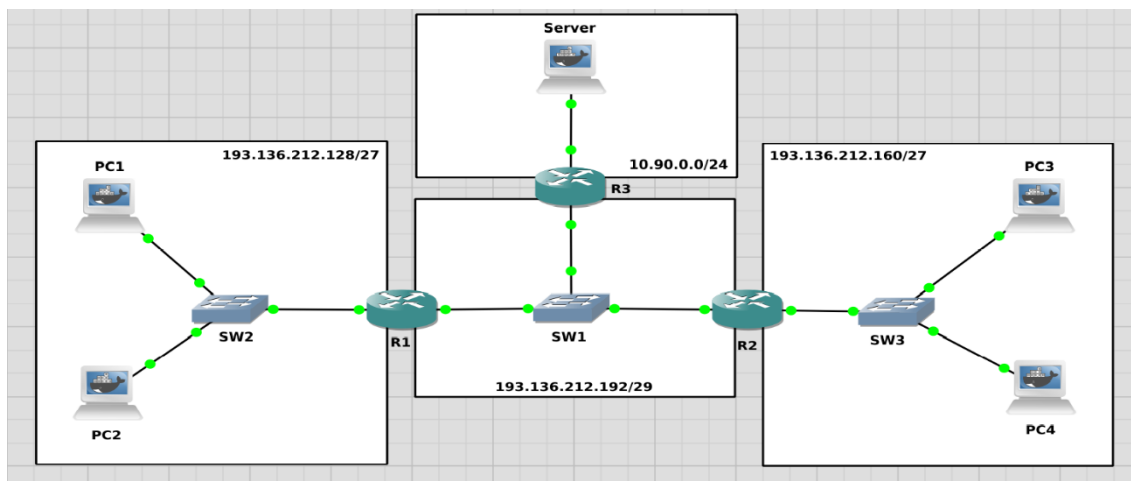 Server
10.90.0.0/24
R3
193.136.212.128/27
PC1
SW2
PC2
R1
SW1
193.136.212.192/29
R2
193.136.212.160/27
PC3
SW3
PC4